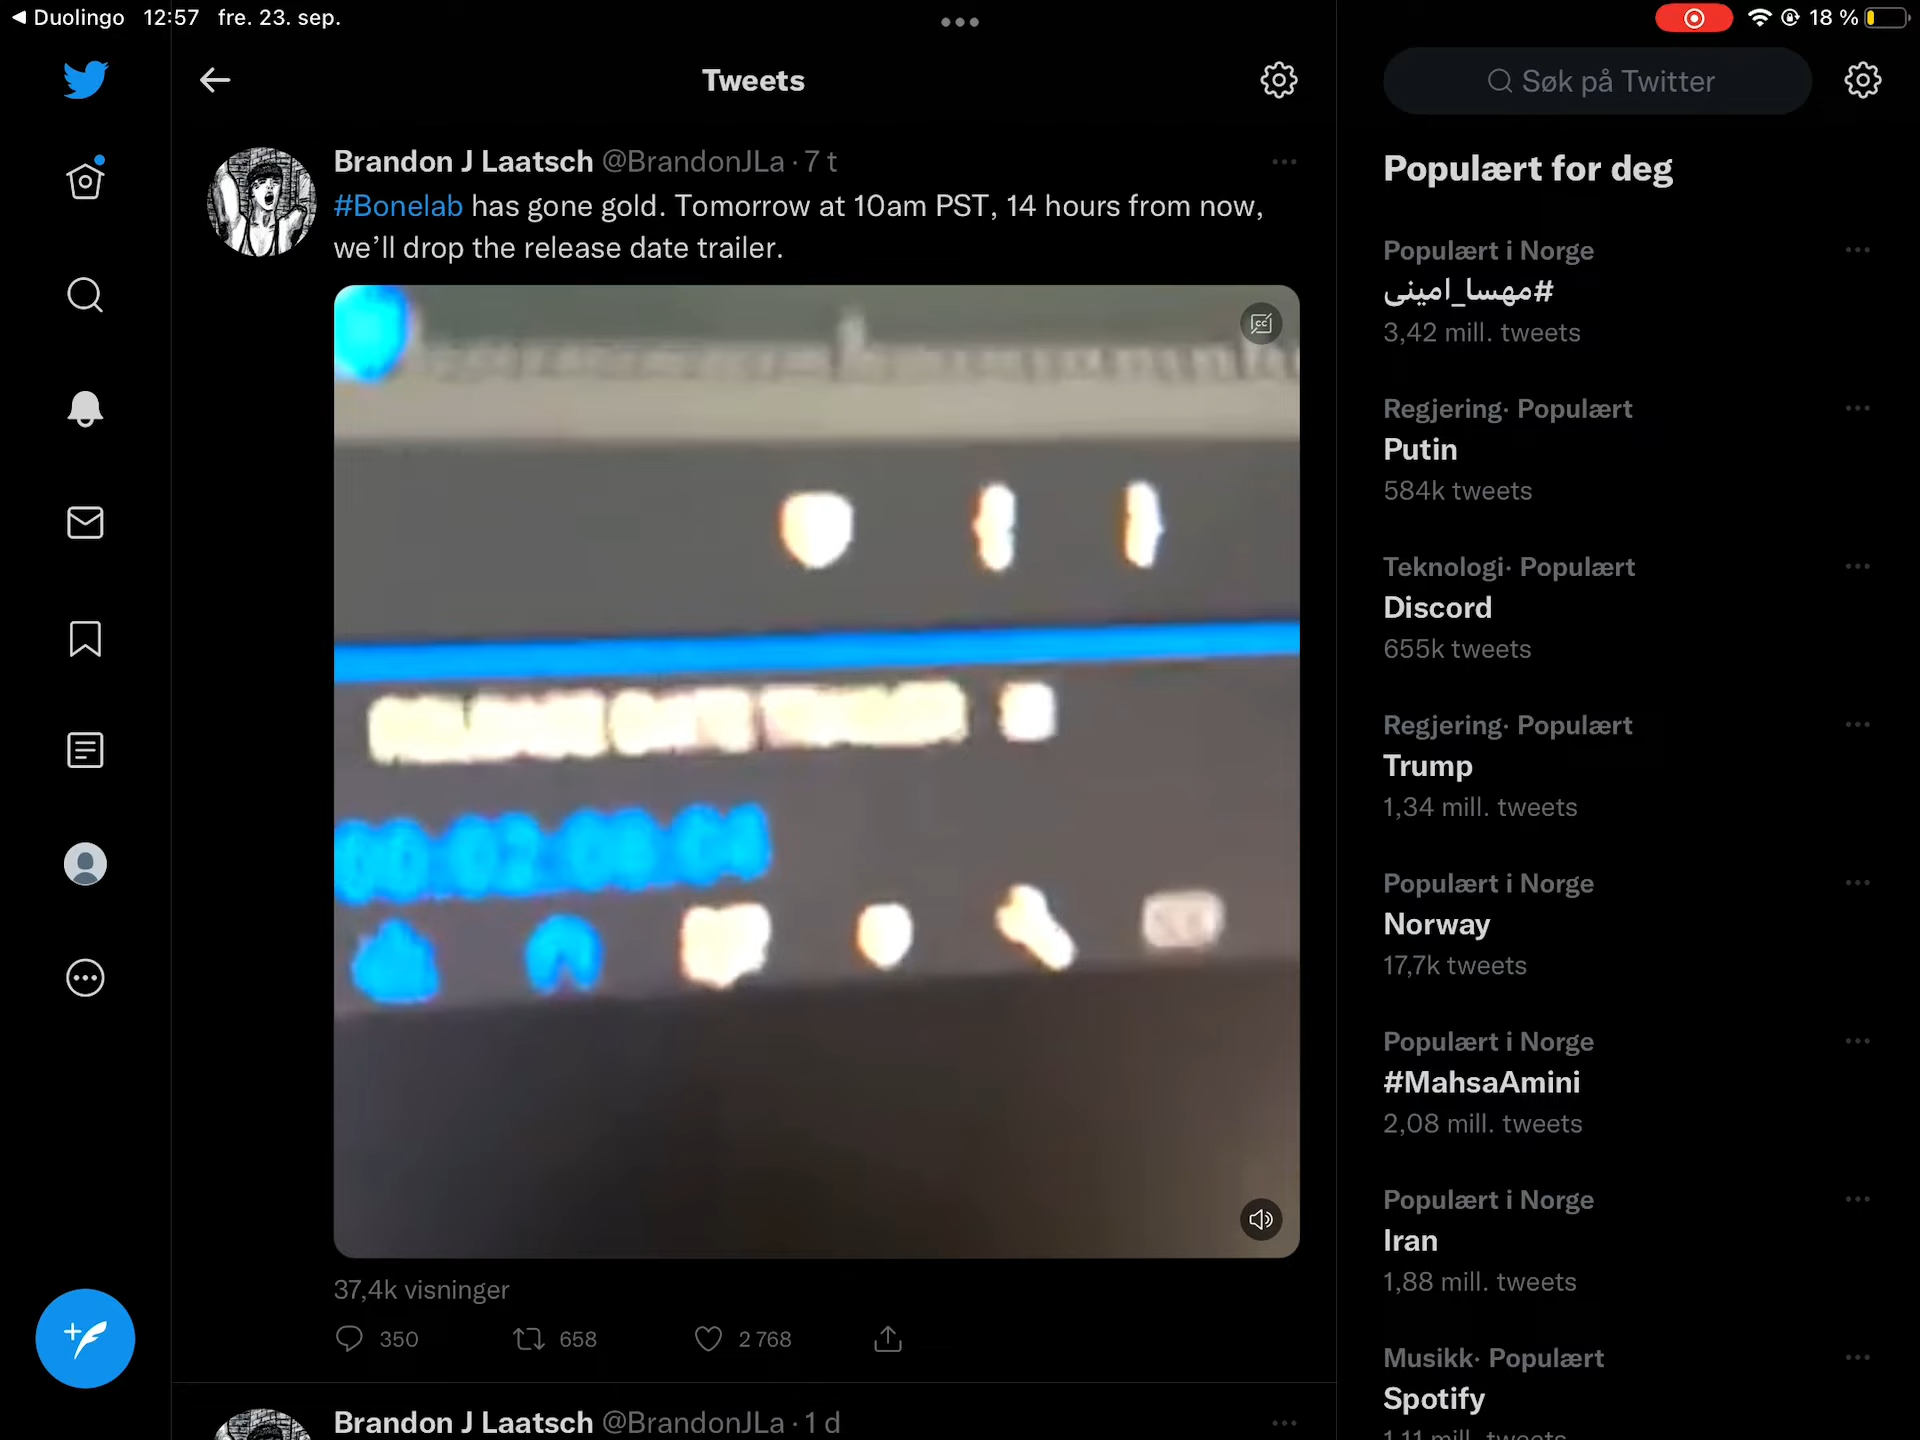 Duolingo 12:57 fre. 23. sep.
18 %
Tweets
Søk på Twitter
Brandon J Laatsch @BrandonJLa · 7 t
#Bonelab has gone gold. Tomorrow at 10am PST, 14 hours from now,
we'll drop the release date trailer.
37,4k visninger
350 658 2 768
Brandon J Laatsch @BrandonJLa · 1 d
Populært for deg
Populært i Norge
#مهسا_امینی
3,42 mill. tweets
Regjering· Populært
Putin
584k tweets
Teknologi· Populært
Discord
655k tweets
Regjering· Populært
Trump
1,34 mill. tweets
Populært i Norge
Norway
17,7k tweets
Populært i Norge
#MahsaAmini
2,08 mill. tweets
Populært i Norge
Iran
1,88 mill. tweets
Musikk· Populært
Spotify
1,11 mill. tweets